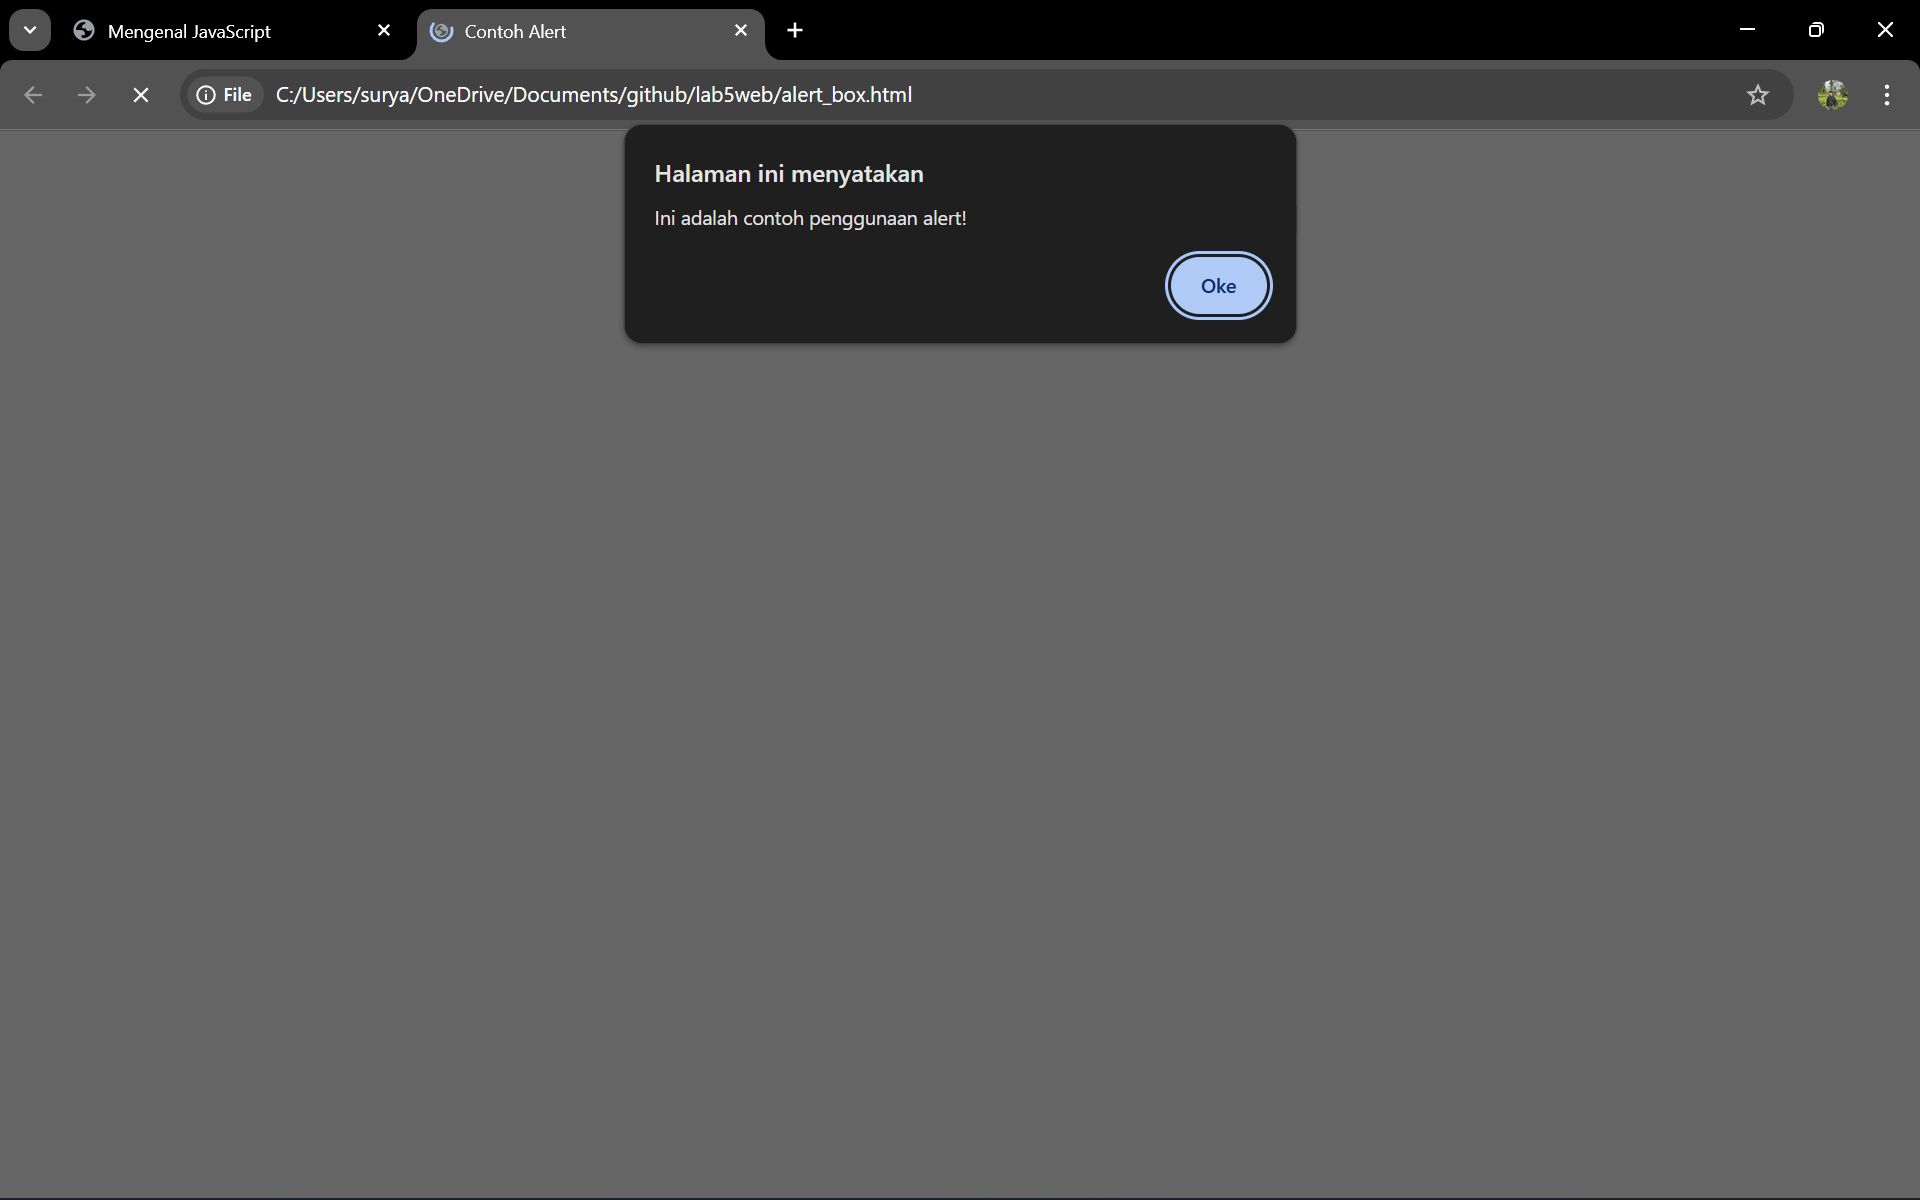 Mengenal JavaScript
Contoh Alert
File
C:/Users/surya/OneDrive/Documents/github/lab5web/alert_box.html
Halaman ini menyatakan
Ini adalah contoh penggunaan alert!
Oke